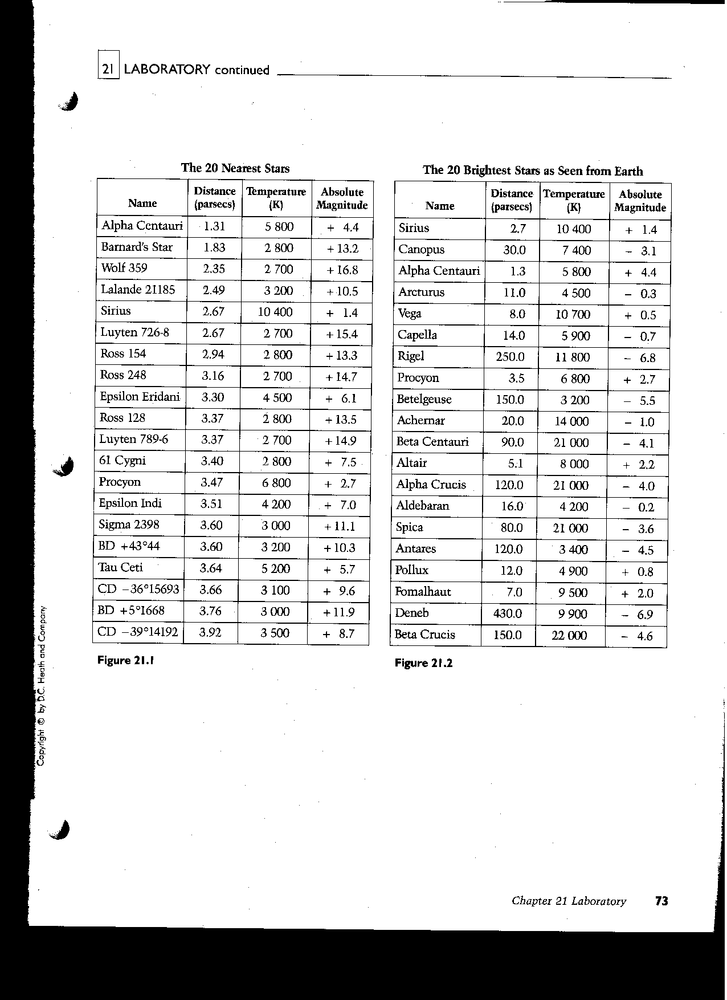 21 LABORATORY continued
The 20 Nearest Stars
Name Distance (parsecs) Temperature (K) Absolute Magnitude
Alpha Centauri 1.31 5 800 + 4.4
Barnard's Star 1.83 2 800 +13.2
Wolf 359 2.35 2 700 +16.8
Lalande 21185 2.49 3 200 +10.5
Sirius 2.67 10 400 + 1.4
Luyten 726-8 2.67 2 700 +15.4
Ross 154 2.94 2 800 +13.3
Ross 248 3.16 2 700 +14.7
Epsilon Eridani 3.30 4 500 + 6.1
Ross 128 3.37 2 800 +13.5
Luyten 789-6 3.37 2 700 +14.9
61 Cygni 3.40 2 800 + 7.5
Procyon 3.47 6 800 + 2.7
Epsilon Indi 3.51 4 200 + 7.0
Sigma 2398 3.60 3 000 +11.1
BD +43°44 3.60 3 200 +10.3
Tau Ceti 3.64 5 200 + 5.7
CD -36°15693 3.66 3 100 + 9.6
BD +5°1668 3.76 3 000 +11.9
CD -39°14192 3.92 3 500 + 8.7
Figure 21.1
The 20 Brightest Stars as Seen from Earth
Name Distance (parsecs) Temperature (K) Absolute Magnitude
Sirius 2.7 10 400 + 1.4
Canopus 30.0 7 400 - 3.1
Alpha Centauri 1.3 5 800 + 4.4
Arcturus 11.0 4 500 - 0.3
Vega 8.0 10 700 + 0.5
Capella 14.0 5 900 - 0.7
Rigel 250.0 11 800 - 6.8
Procyon 3.5 6 800 + 2.7
Betelgeuse 150.0 3 200 - 5.5
Achernar 20.0 14 000 - 1.0
Beta Centauri 90.0 21 000 - 4.1
Altair 5.1 8 000 + 2.2
Alpha Crucis 120.0 21 000 - 4.0
Aldebaran 16.0 4 200 - 0.2
Spica 80.0 21 000 - 3.6
Antares 120.0 3 400 - 4.5
Pollux 12.0 4 900 + 0.8
Fomalhaut 7.0 9 500 + 2.0
Deneb 430.0 9 900 - 6.9
Beta Crucis 150.0 22 000 - 4.6
Figure 21.2
Copyright © by D.C. Heath and Company
Chapter 21 Laboratory 73